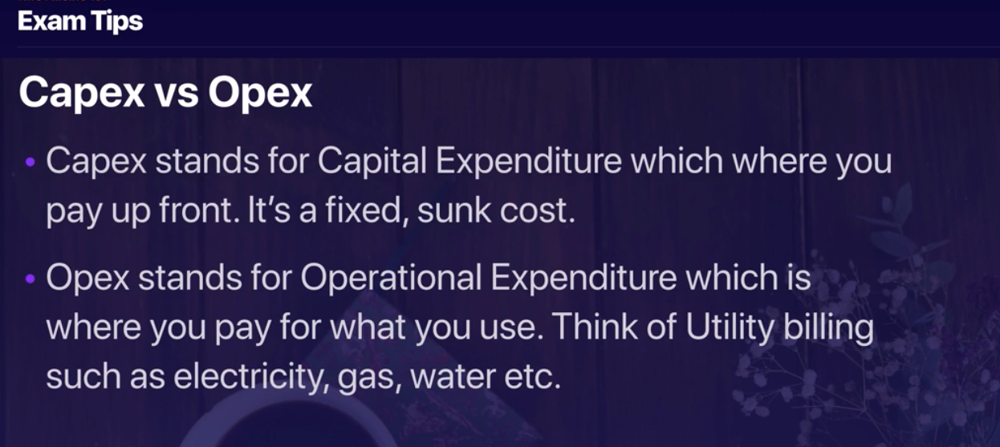 Exam Tips
Capex vs Opex
• Capex stands for Capital Expenditure which where you
pay up front. It’s a fixed, sunk cost.
• Opex stands for Operational Expenditure which is
where you pay for what you use. Think of Utility billing
such as electricity, gas, water etc.